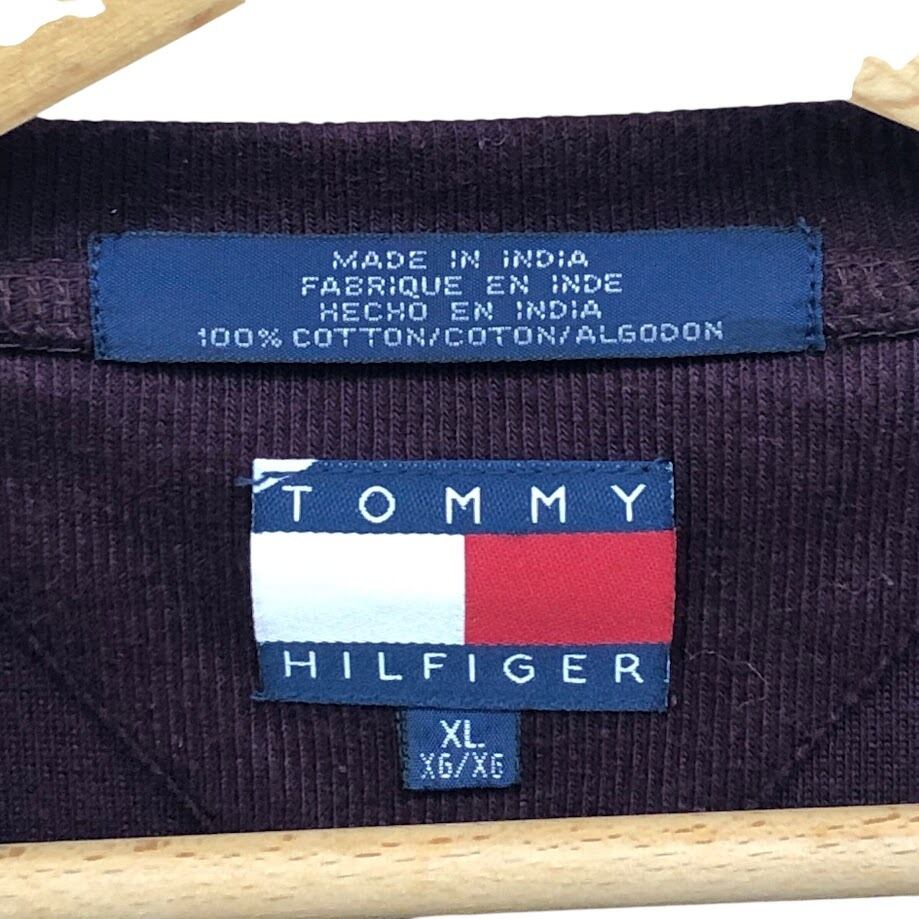 MADE IN INDIA
FABRIQUE EN INDE
HECHO EN INDIA
100% COTTON/COTON/ALGODON
TOMMY
HILFIGER
XL
XG/XG